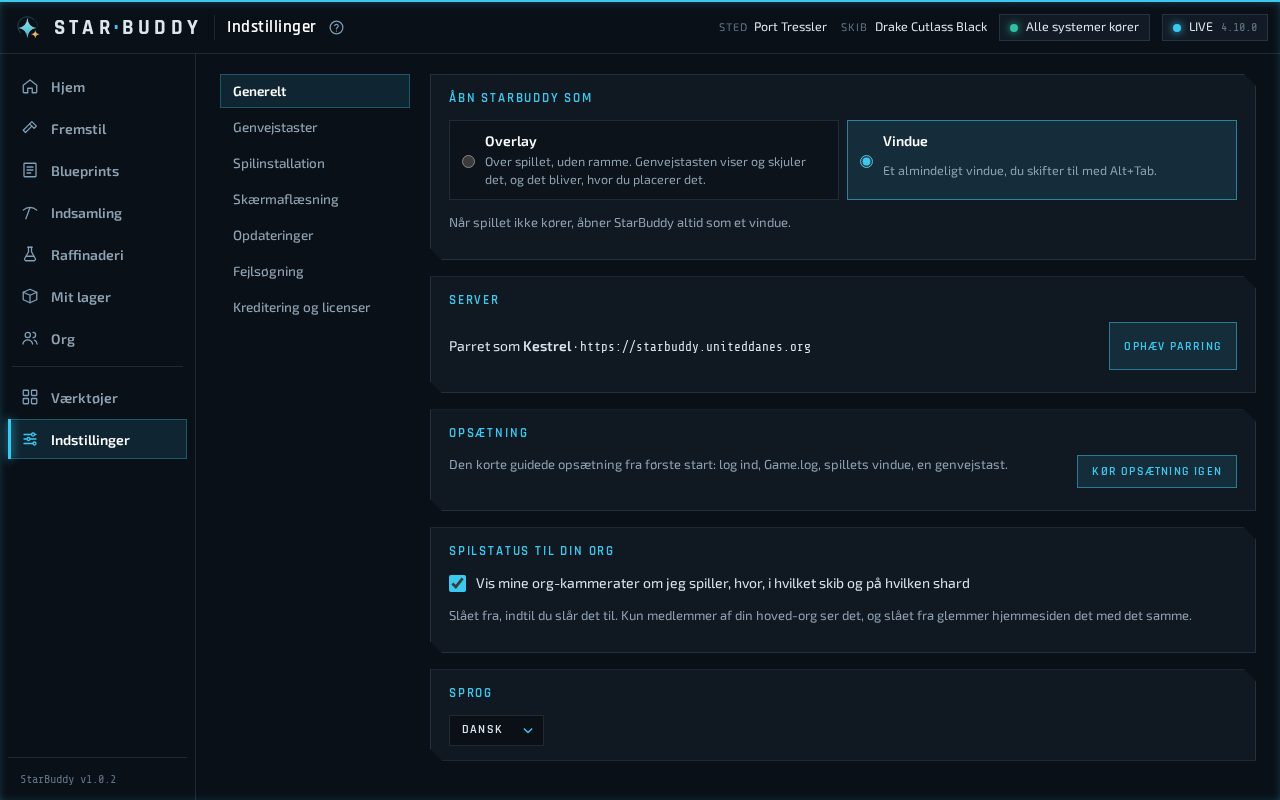 STAR·BUDDY
Indstillinger
STED Port Tressler SKIB Drake Cutlass Black
Alle systemer kører
LIVE 4.10.0
Hjem
Fremstil
Blueprints
Indsamling
Raffinaderi
Mit lager
Org
Værktøjer
Indstillinger
StarBuddy v1.0.2
Generelt
Genvejstaster
Spilinstallation
Skærmaflæsning
Opdateringer
Fejlsøgning
Kreditering og licenser
ÅBN STARBUDDY SOM
Overlay
Over spillet, uden ramme. Genvejstasten viser og skjuler
det, og det bliver, hvor du placerer det.
Vindue
Et almindeligt vindue, du skifter til med Alt+Tab.
Når spillet ikke kører, åbner StarBuddy altid som et vindue.
SERVER
Parret som Kestrel · https://starbuddy.uniteddanes.org
OPHÆV PARRING
OPSÆTNING
Den korte guidede opsætning fra første start: log ind, Game.log, spillets vindue, en genvejstast.
KØR OPSÆTNING IGEN
SPILSTATUS TIL DIN ORG
Vis mine org-kammerater om jeg spiller, hvor, i hvilket skib og på hvilken shard
Slået fra, indtil du slår det til. Kun medlemmer af din hoved-org ser det, og slået fra glemmer hjemmesiden det med det samme.
SPROG
DANSK